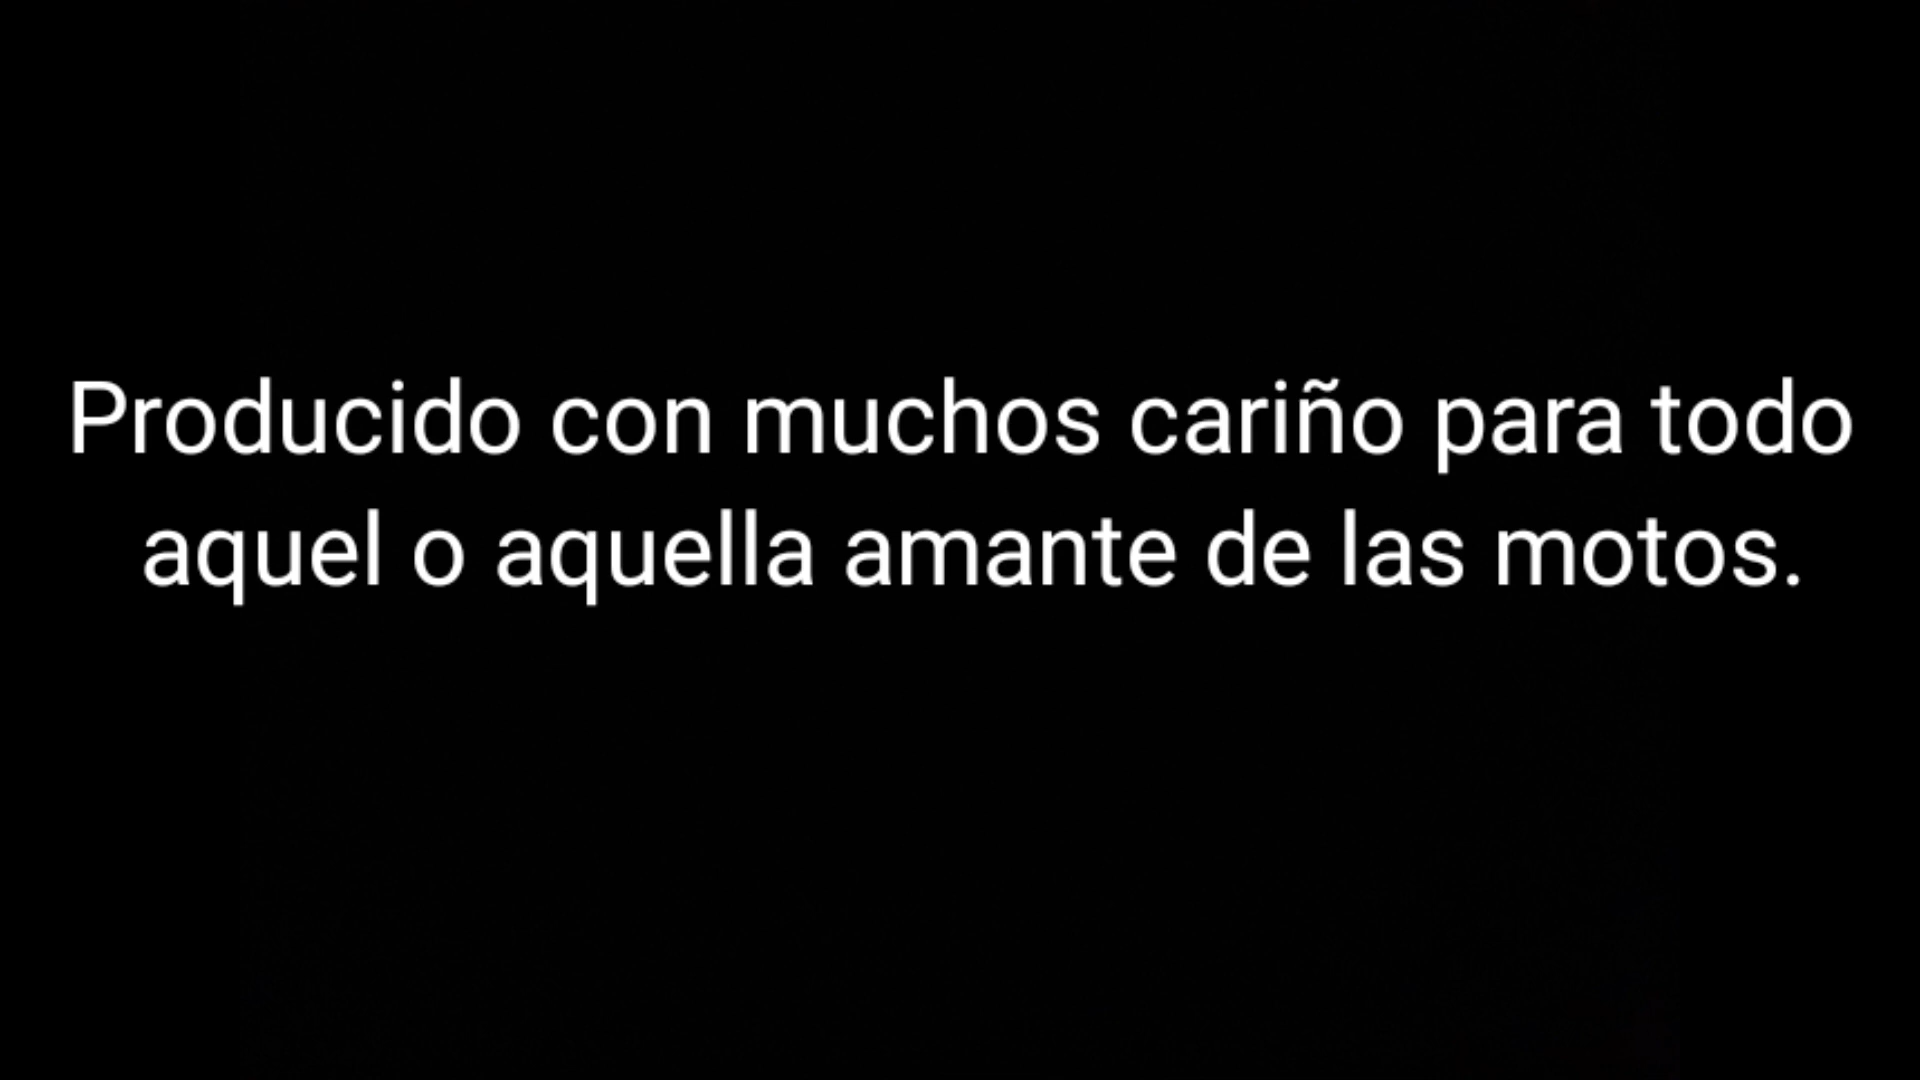 Producido con muchos cariño para todo
aquel o aquella amante de las motos.